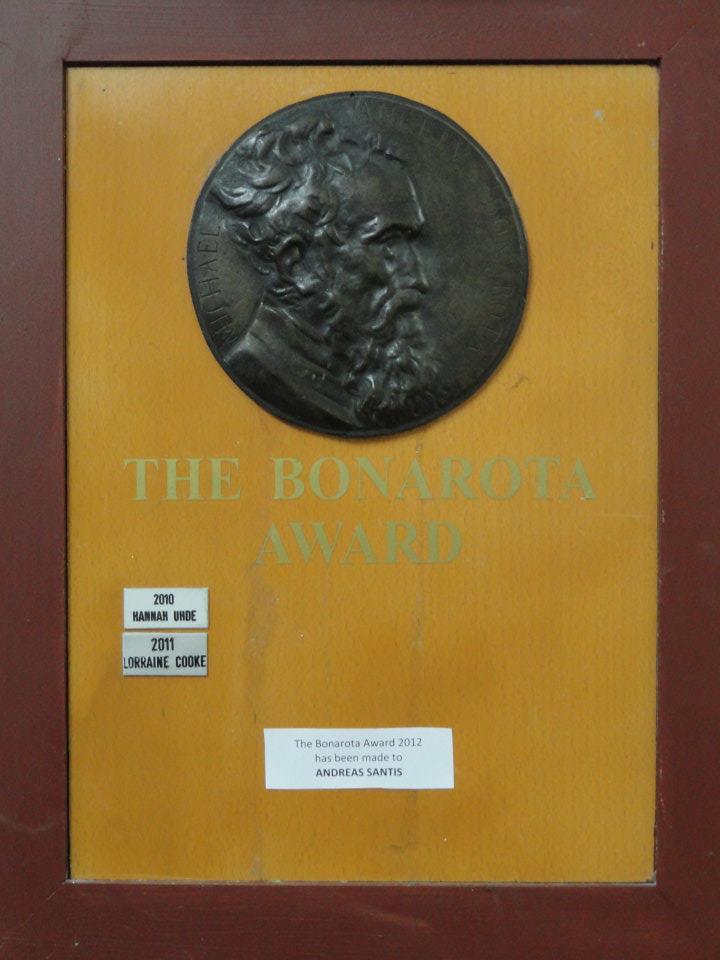 MICHAEL ANGELVS BONAROTA
THE BONAROTA
AWARD
2010
HANNAH UHDE
2011
LORRAINE COOKE
The Bonarota Award 2012
has been made to
ANDREAS SANTIS